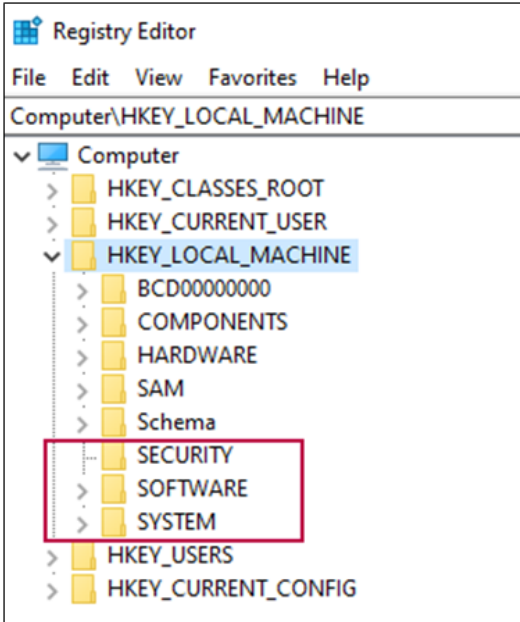 Registry Editor
File Edit View Favorites Help
Computer\HKEY_LOCAL_MACHINE
Computer
HKEY_CLASSES_ROOT
HKEY_CURRENT_USER
HKEY_LOCAL_MACHINE
BCD00000000
COMPONENTS
HARDWARE
SAM
Schema
SECURITY
SOFTWARE
SYSTEM
HKEY_USERS
HKEY_CURRENT_CONFIG